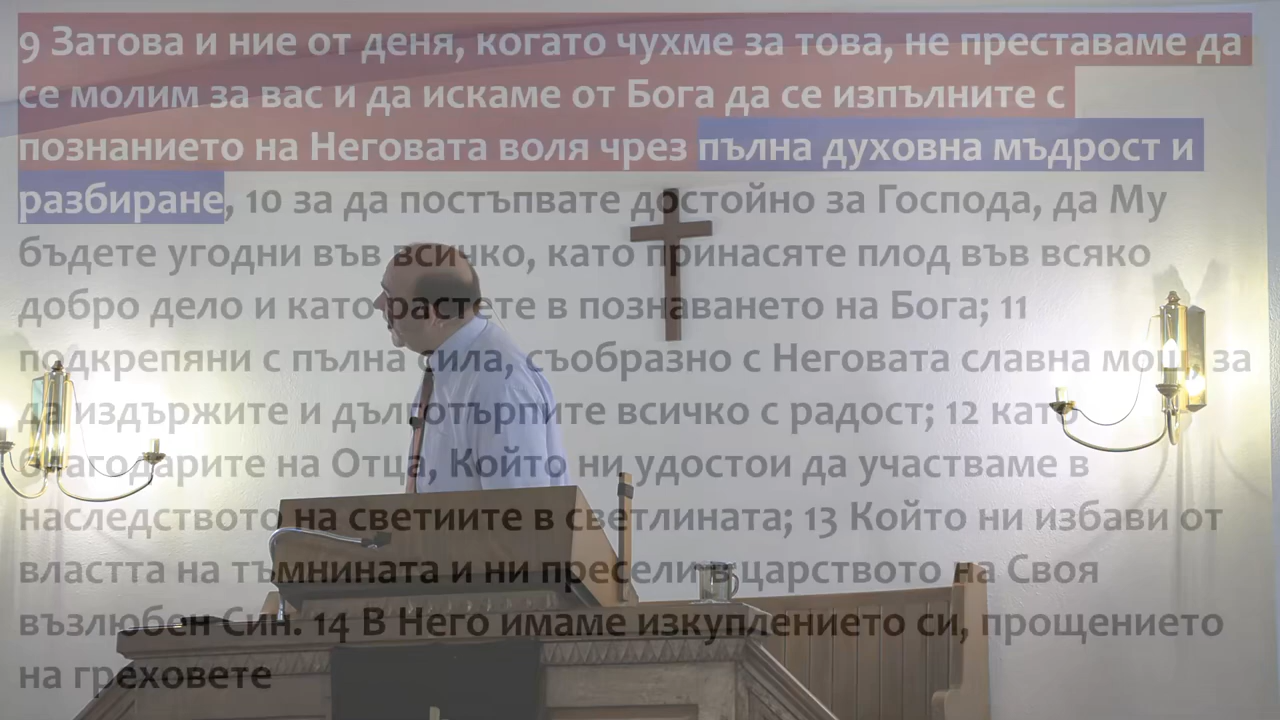 9 Затова и ние от деня, когато чухме за това, не преставаме да
се молим за вас и да искаме от Бога да се изпълните с
познанието на Неговата воля чрез пълна духовна мъдрост и
разбиране, 10 за да постъпвате достойно за Господа, да Му
бъдете угодни във всичко, като принасяте плод във всяко
добро дело и като растете в познаването на Бога; 11
подкрепяни с пълна сила, съобразно с Неговата славна мощ, за
да издържите и дълготърпите всичко с радост; 12 като
благодарите на Отца, Който ни удостои да участваме в
наследството на светиите в светлината; 13 Който ни избави от
властта на тъмнината и ни пресели в царството на Своя
възлюбен Син. 14 В Него имаме изкуплението си, прощението
на греховете